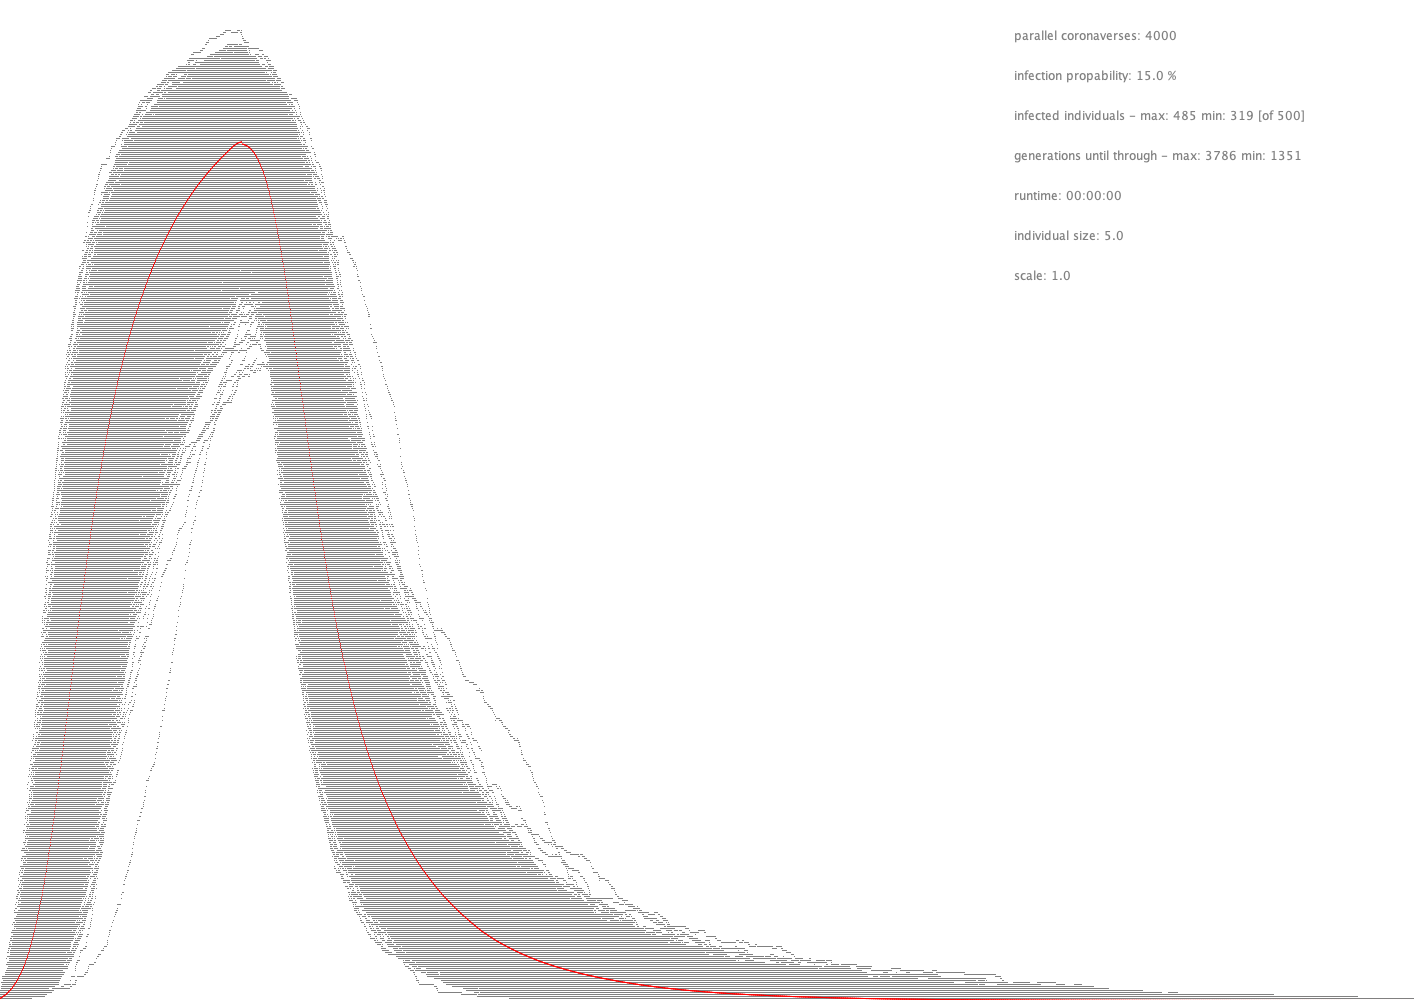 parallel coronaverses: 4000
infection propability: 15.0 %
infected individuals - max: 485 min: 319 [of 500]
generations until through - max: 3786 min: 1351
runtime: 00:00:00
individual size: 5.0
scale: 1.0